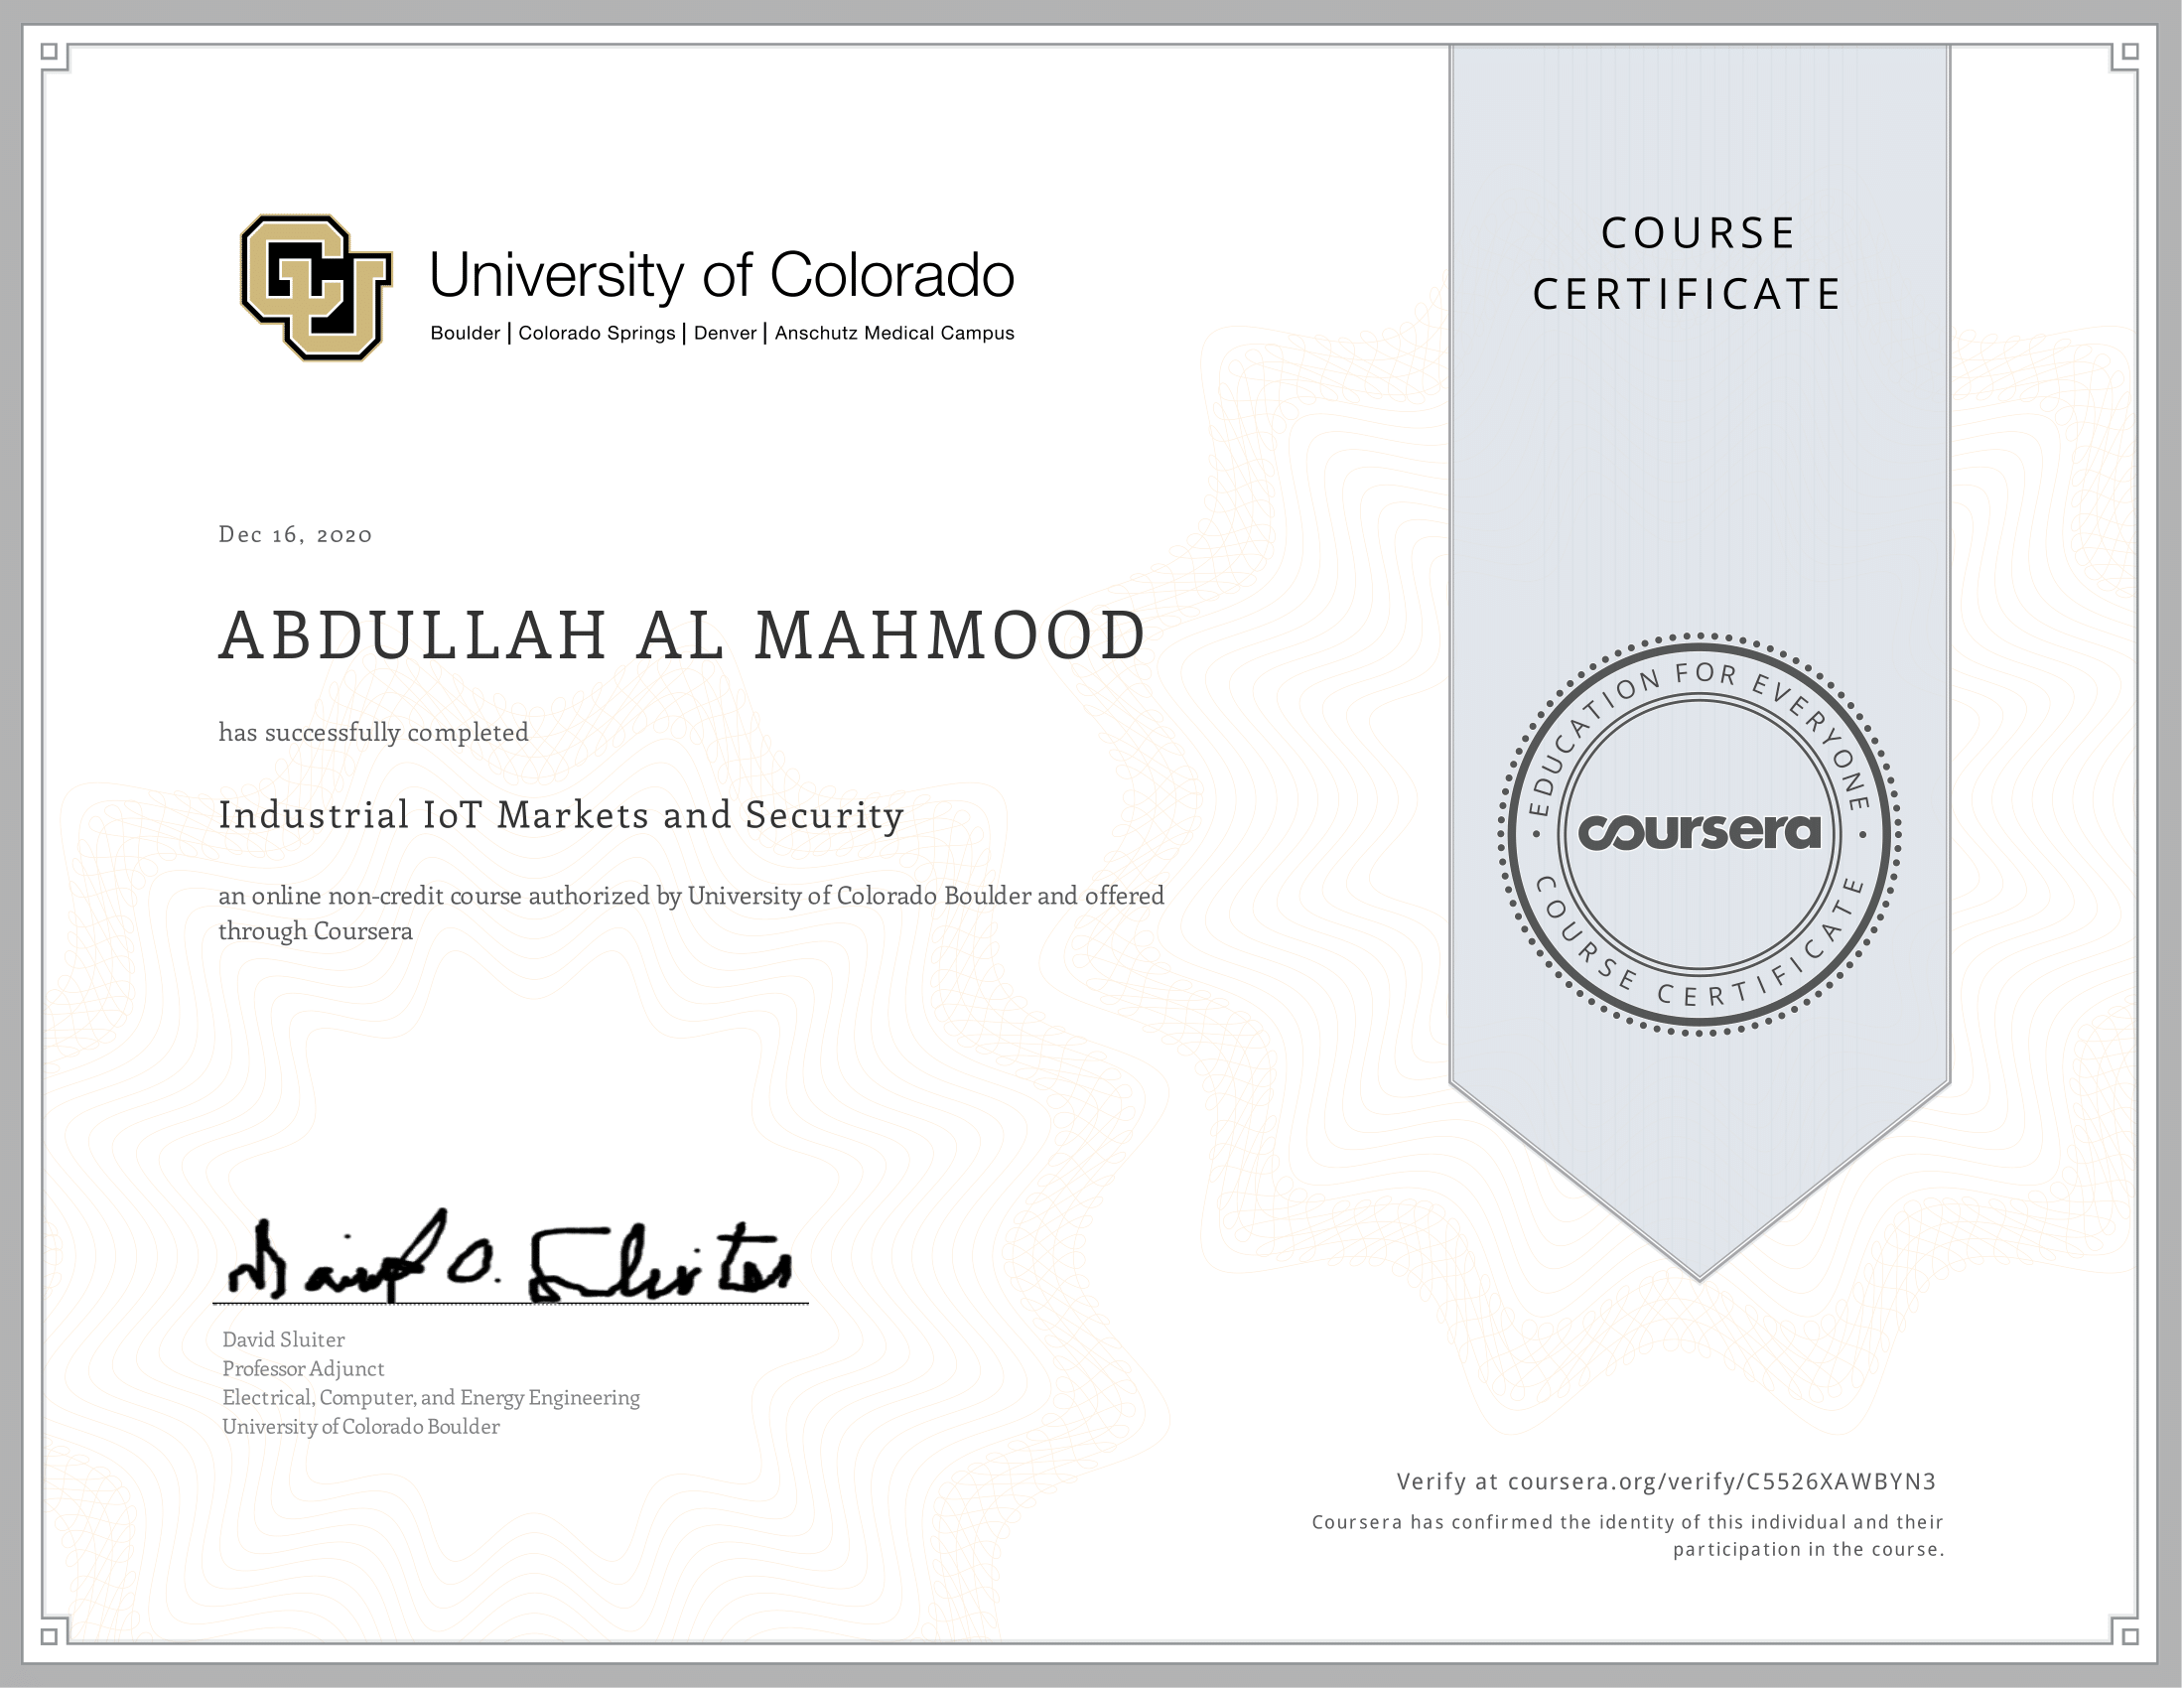 University of Colorado
Boulder | Colorado Springs | Denver | Anschutz Medical Campus
COURSE
CERTIFICATE
Dec 16, 2020
ABDULLAH AL MAHMOOD
has successfully completed
Industrial IoT Markets and Security
an online non-credit course authorized by University of Colorado Boulder and offered
through Coursera
EDUCATION FOR EVERYONE
coursera
COURSE CERTIFICATE
David O. Sluiter
David Sluiter
Professor Adjunct
Electrical, Computer, and Energy Engineering
University of Colorado Boulder
Verify at coursera.org/verify/C5526XAWBYN3
Coursera has confirmed the identity of this individual and their
participation in the course.